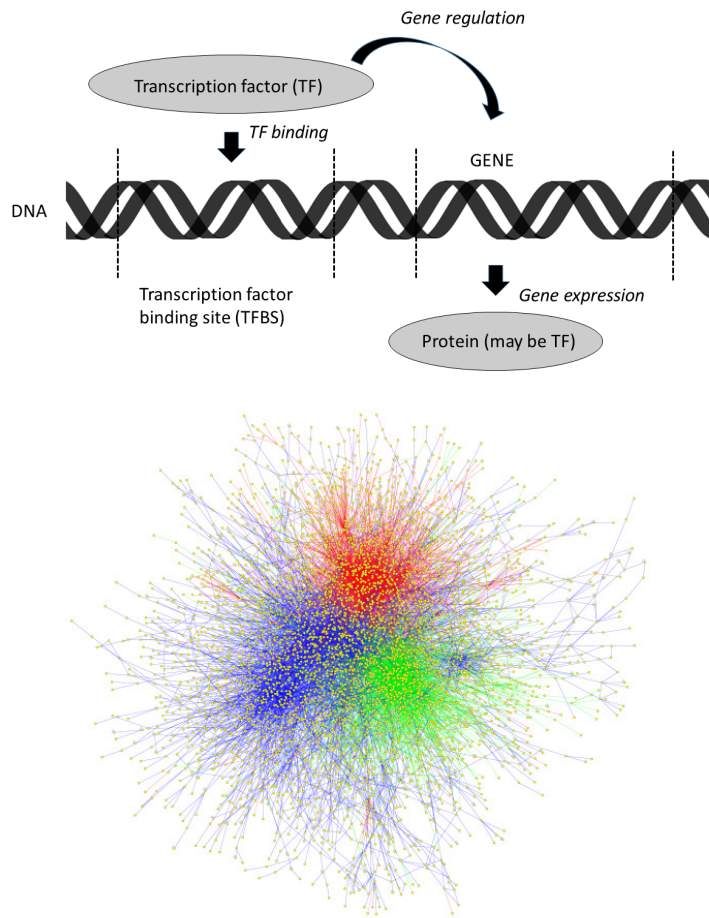 Gene regulation
Transcription factor (TF)
TF binding
GENE
DNA
Transcription factor
binding site (TFBS)
Gene expression
Protein (may be TF)